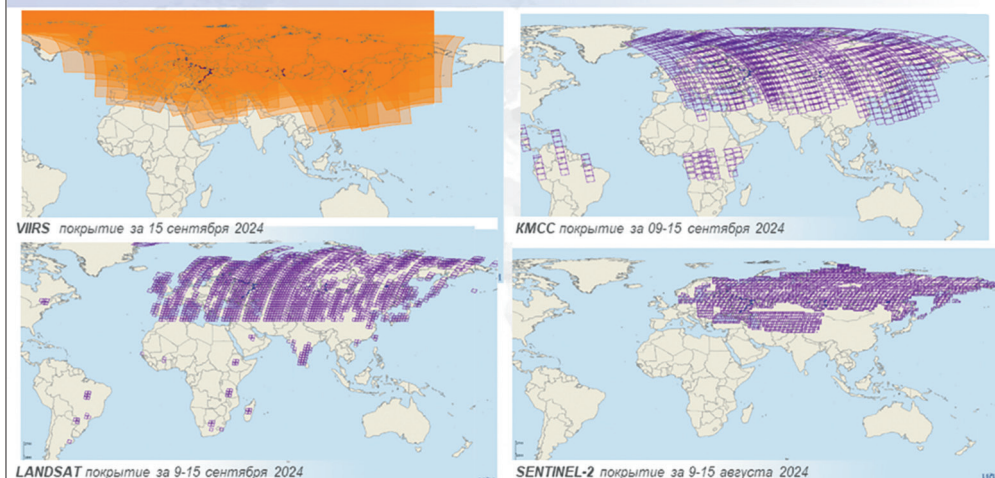 VIIRS покрытие за 15 сентября 2024
КМСС покрытие за 09-15 сентября 2024
LANDSAT покрытие за 9-15 сентября 2024
SENTINEL-2 покрытие за 9-15 августа 2024